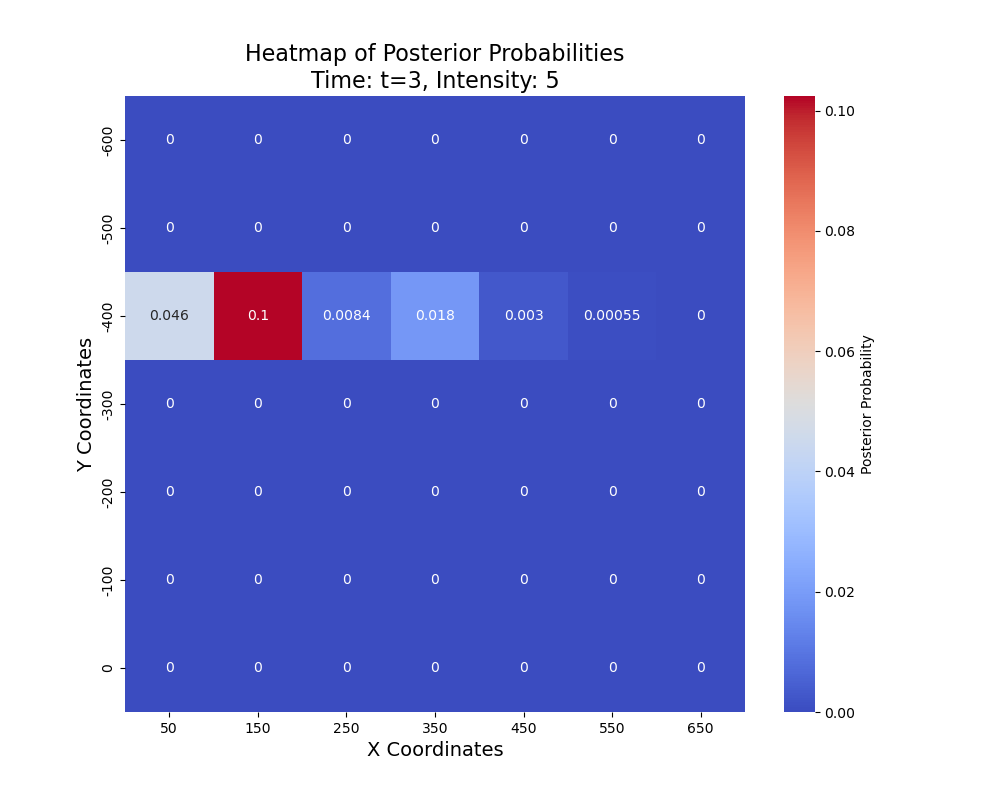 Heatmap of Posterior Probabilities
Time: t=3, Intensity: 5
Y Coordinates
-600 0 0 0 0 0 0 0
-500 0 0 0 0 0 0 0
-400 0.046 0.1 0.0084 0.018 0.003 0.00055 0
-300 0 0 0 0 0 0 0
-200 0 0 0 0 0 0 0
-100 0 0 0 0 0 0 0
0 0 0 0 0 0 0 0
50 150 250 350 450 550 650
X Coordinates
0.10
0.08
0.06
0.04
0.02
0.00
Posterior Probability